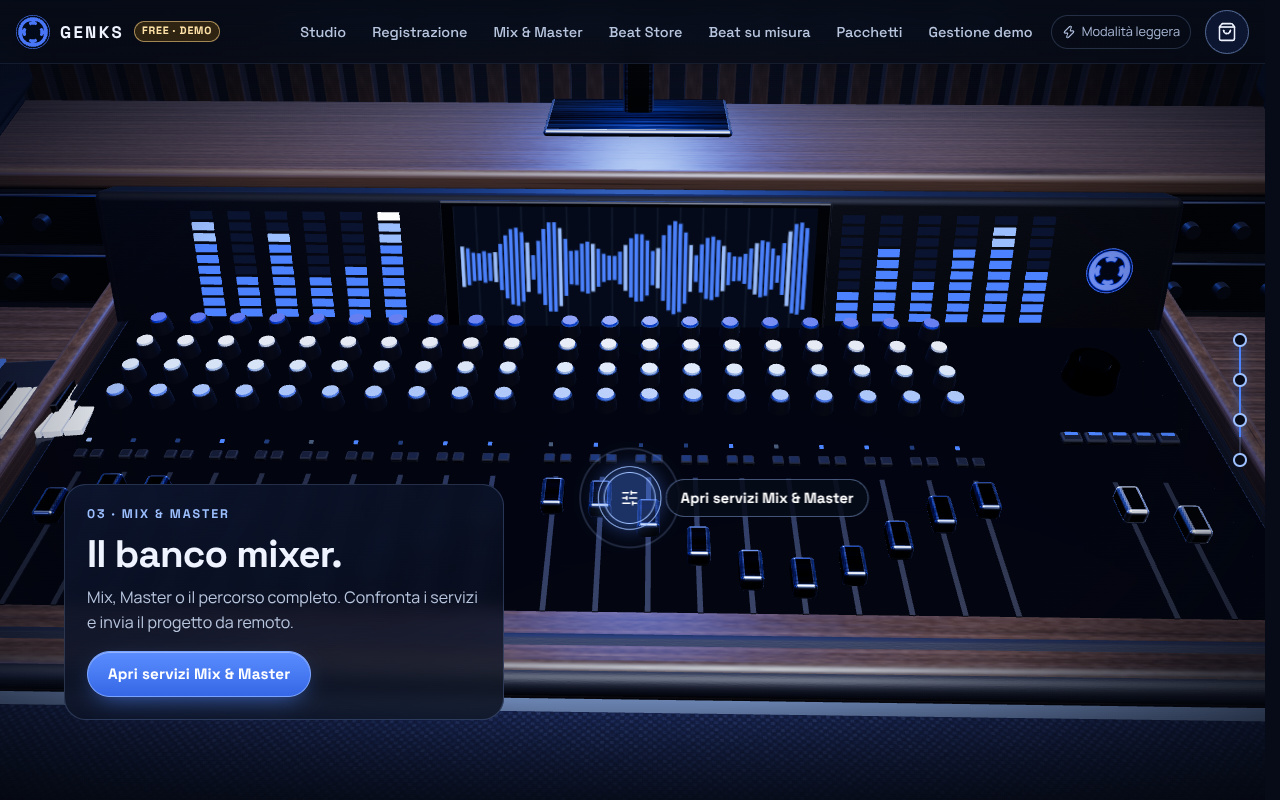 GENKS
FREE · DEMO
Studio
Registrazione
Mix & Master
Beat Store
Beat su misura
Pacchetti
Gestione demo
Modalità leggera
Apri servizi Mix & Master
03 · MIX & MASTER
Il banco mixer.
Mix, Master o il percorso completo. Confronta i servizi
e invia il progetto da remoto.
Apri servizi Mix & Master